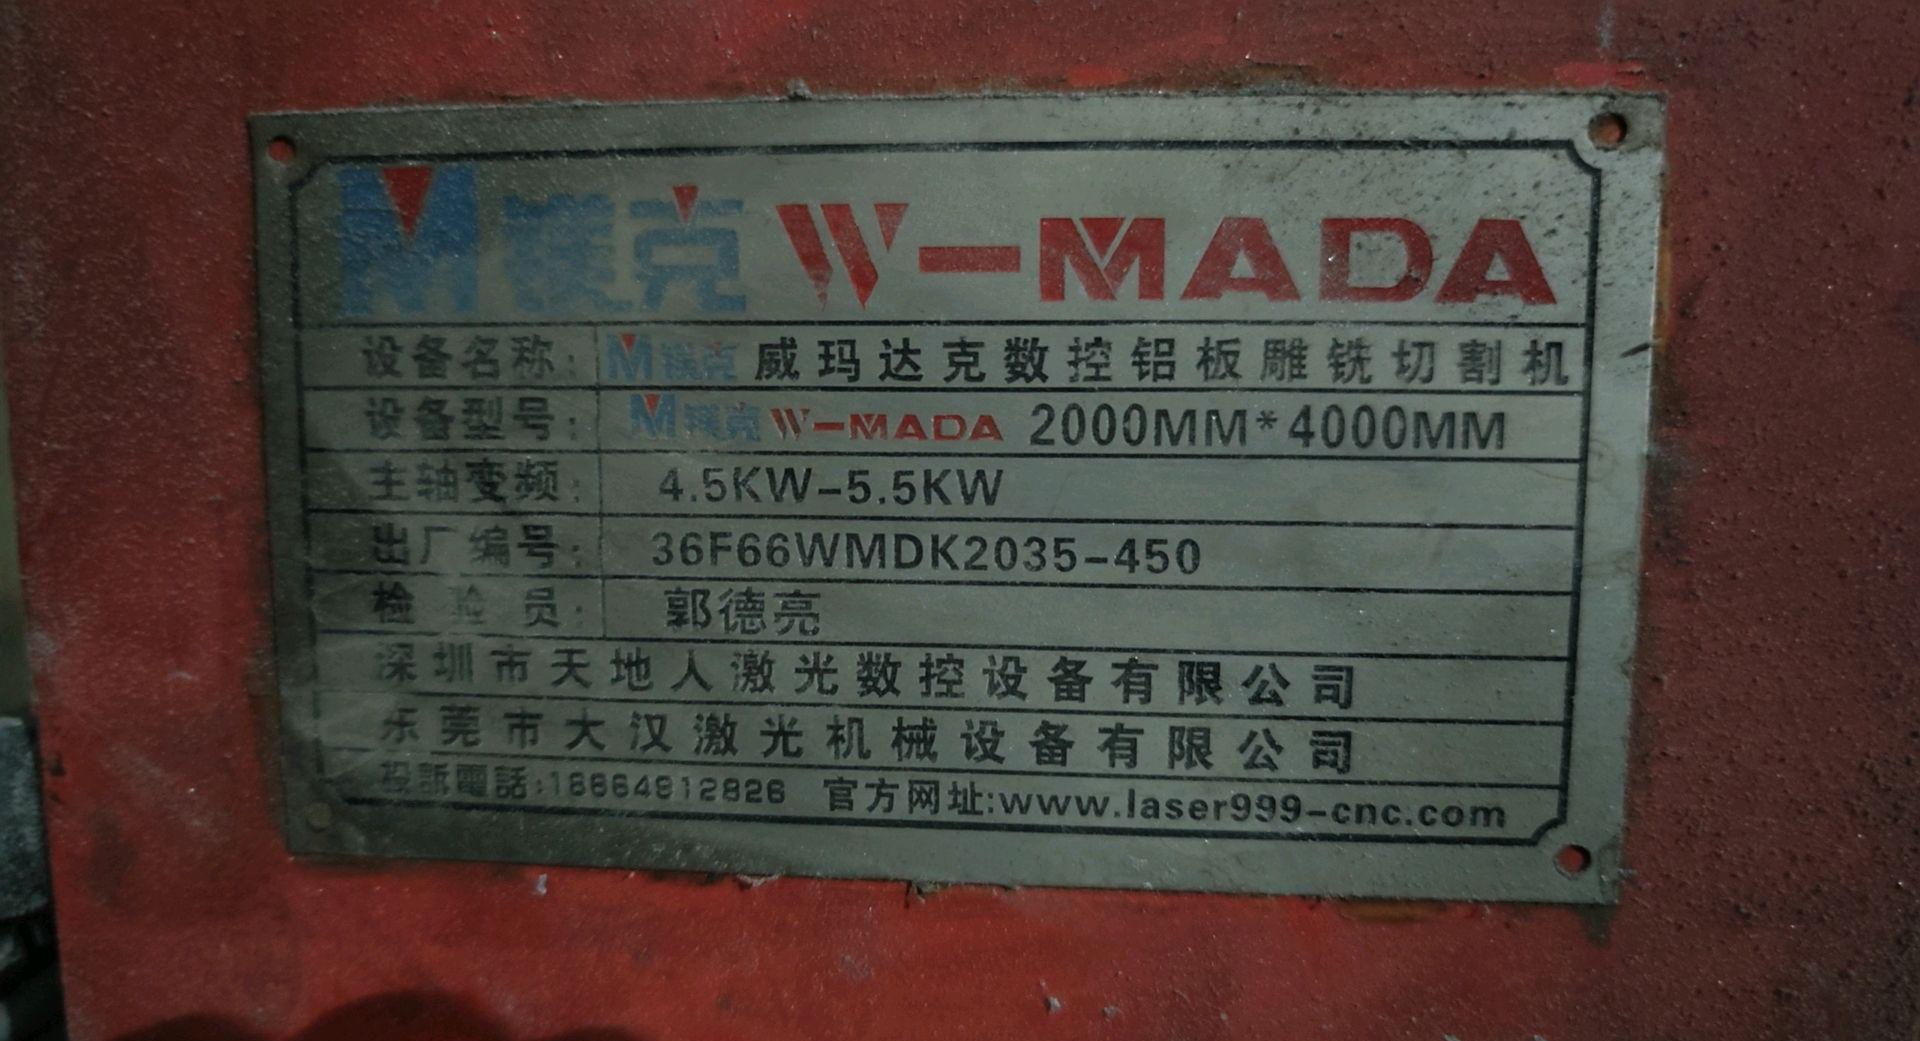 M 镁克 W-MADA
设备名称: M 镁克 威玛达克数控铝板雕铣切割机
设备型号: M 镁克 W-MADA 2000MM*4000MM
主轴变频: 4.5KW-5.5KW
出厂编号: 36F66WMDK2035-450
检验员: 郭德亮
深圳市天地人激光数控设备有限公司
东莞市大汉激光机械设备有限公司
投訴電話:18664912826 官方网址:www.laser999-cnc.com